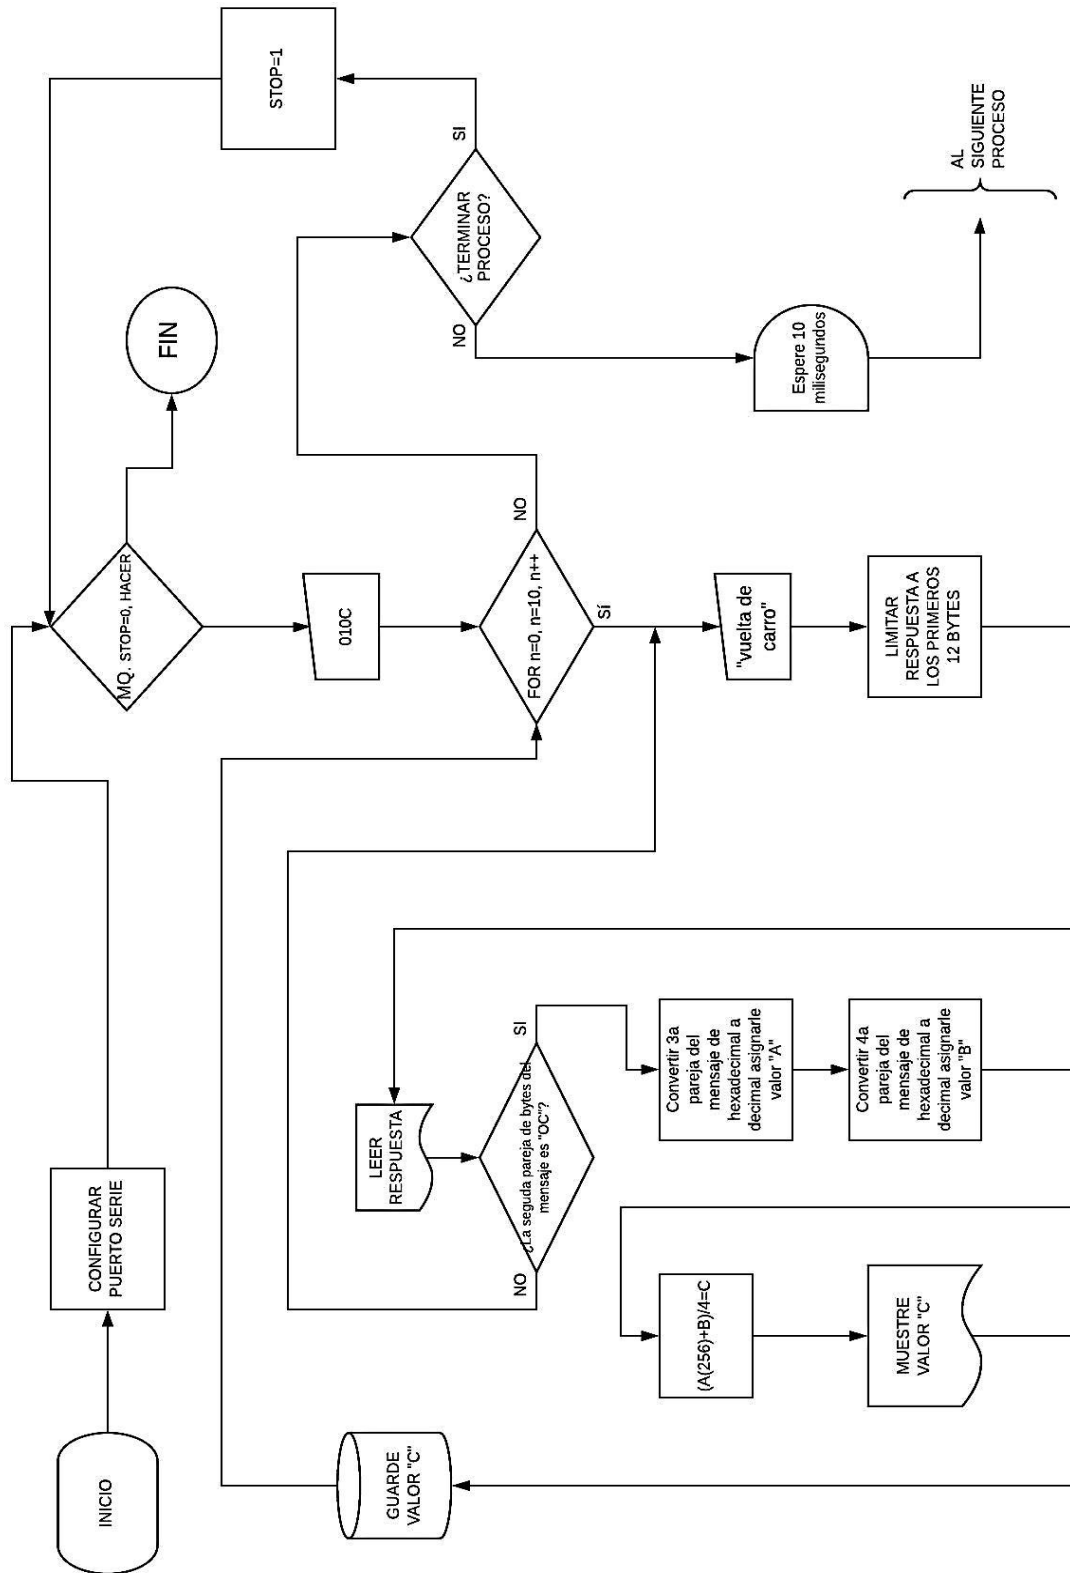 INICIO
CONFIGURAR
PUERTO SERIE
MQ. STOP=0, HACER
FIN
STOP=1
010C
FOR n=0, n=10, n++
NO
Sí
¿TERMINAR
PROCESO?
SI
NO
Espere 10
milisegundos
AL
SIGUIENTE
PROCESO
"vuelta de
carro"
LIMITAR
RESPUESTA A
LOS PRIMEROS
12 BYTES
LEER
RESPUESTA
¿La seguda pareja de bytes del
mensaje es "OC"?
NO
SI
Convertir 3a
pareja del
mensaje de
hexadecimal a
decimal asignarle
valor "A"
Convertir 4a
pareja del
mensaje de
hexadecimal a
decimal asignarle
valor "B"
(A(256)+B)/4=C
MUESTRE
VALOR "C"
GUARDE
VALOR "C"